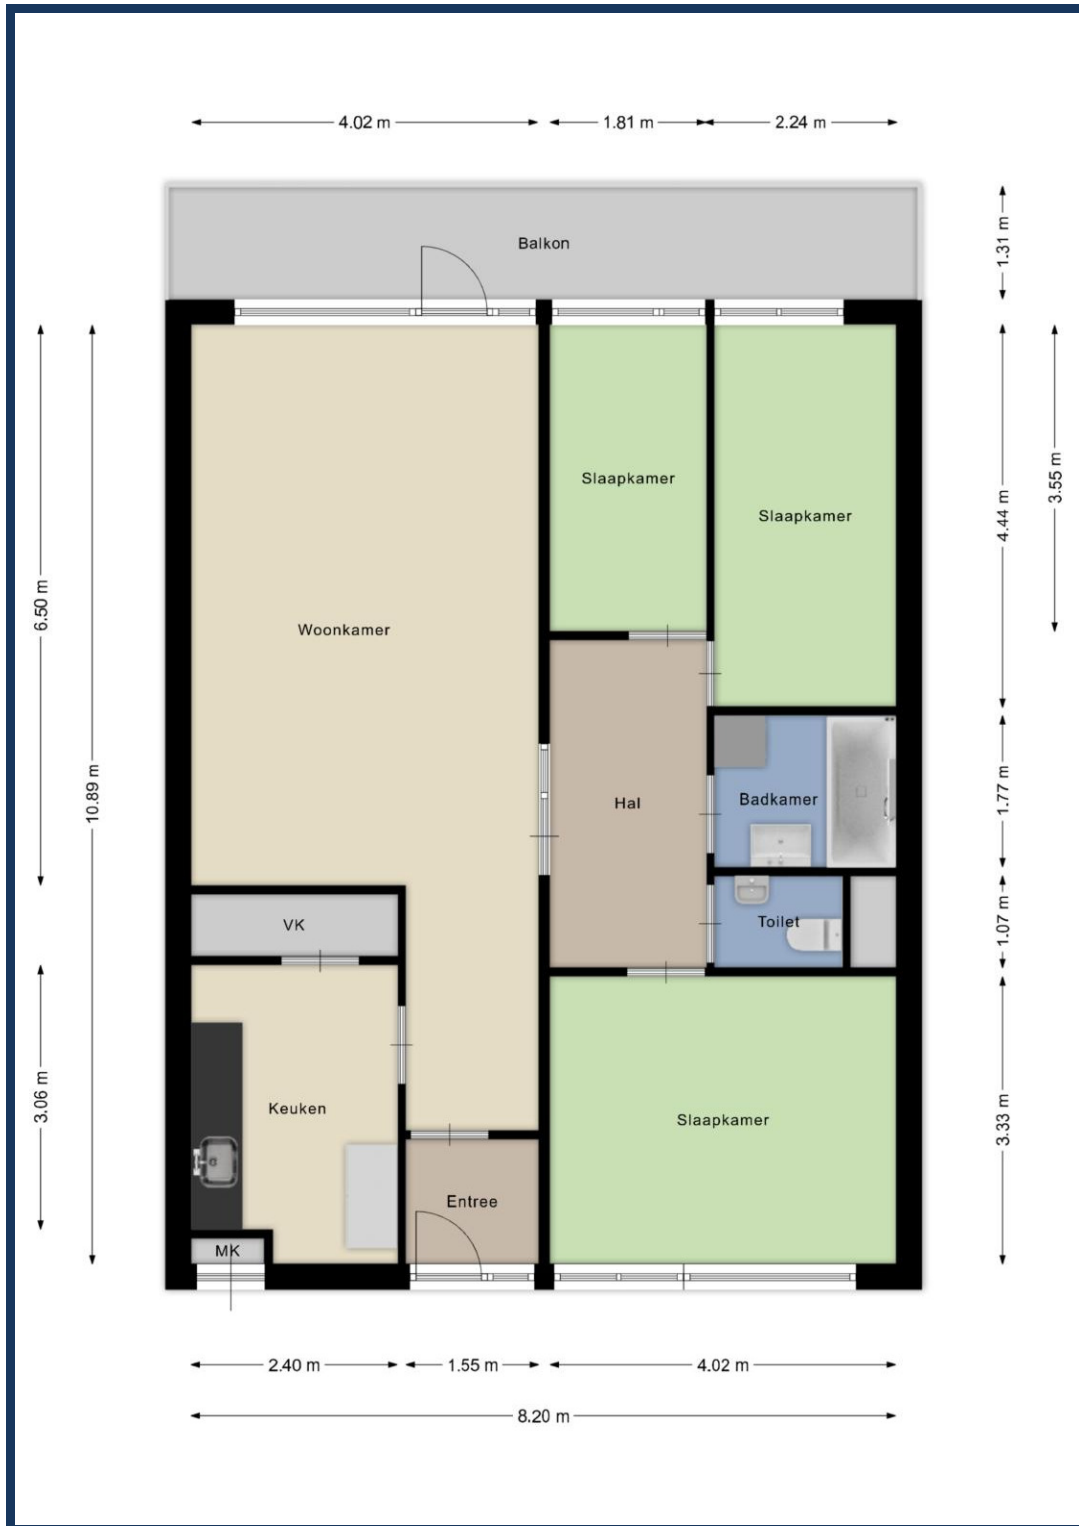 4.02 m
1.81 m
2.24 m
1.31 m
Balkon
6.50 m
10.89 m
4.44 m
3.55 m
Slaapkamer
Slaapkamer
Woonkamer
Hal
Badkamer
1.77 m
VK
Toilet
1.07 m
3.06 m
Keuken
Slaapkamer
3.33 m
Entree
MK
2.40 m
1.55 m
4.02 m
8.20 m